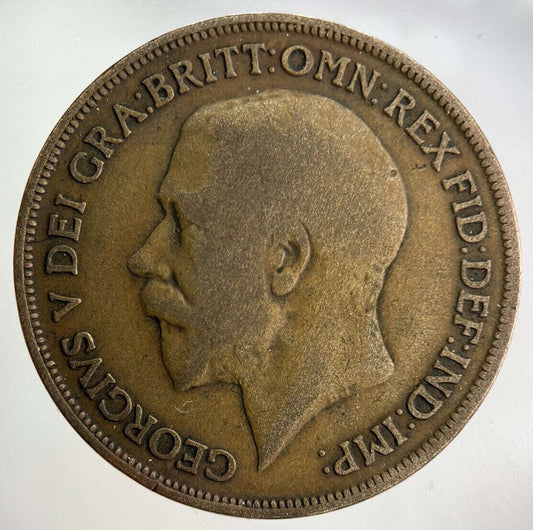 GEORGIVS V DEI GRA:BRITT:OMN:REX FID:DEF:IND:IMP: